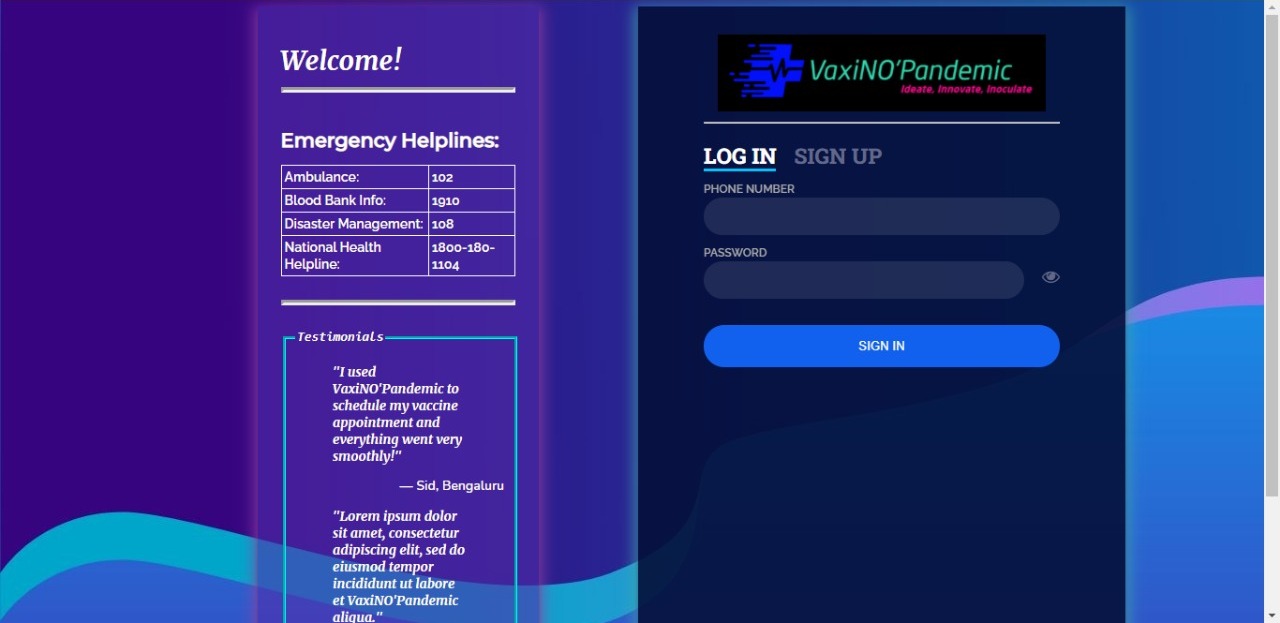 Welcome!
Emergency Helplines:
Ambulance: 102
Blood Bank Info: 1910
Disaster Management: 108
National Health
Helpline:
1800-180-
1104
Testimonials
"I used
VaxiNO'Pandemic to
schedule my vaccine
appointment and
everything went very
smoothly!"
— Sid, Bengaluru
"Lorem ipsum dolor
sit amet, consectetur
adipiscing elit, sed do
eiusmod tempor
incididunt ut labore
et VaxiNO'Pandemic
aliqua."
VaxiNO'Pandemic
Ideate, Innovate, Inoculate
LOG IN SIGN UP
PHONE NUMBER
PASSWORD
SIGN IN